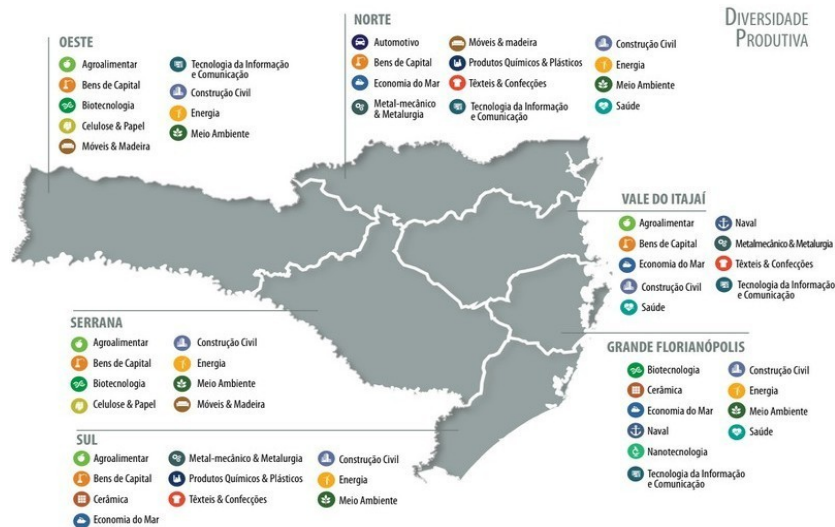 DIVERSIDADE
PRODUTIVA
OESTE
Agroalimentar
Bens de Capital
Biotecnologia
Celulose & Papel
Móveis & Madeira
Tecnologia da Informação
e Comunicação
Construção Civil
Energia
Meio Ambiente
NORTE
Automotivo
Bens de Capital
Economia do Mar
Metal-mecânico
& Metalurgia
Móveis & madeira
Produtos Químicos & Plásticos
Têxteis & Confecções
Tecnologia da Informação
e Comunicação
Construção Civil
Energia
Meio Ambiente
Saúde
VALE DO ITAJAÍ
Agroalimentar
Bens de Capital
Economia do Mar
Construção Civil
Saúde
Naval
Metalmecânico & Metalurgia
Têxteis & Confecções
Tecnologia da Informação
e Comunicação
SERRANA
Agroalimentar
Bens de Capital
Biotecnologia
Celulose & Papel
Construção Civil
Energia
Meio Ambiente
Móveis & Madeira
GRANDE FLORIANÓPOLIS
Biotecnologia
Cerâmica
Economia do Mar
Naval
Nanotecnologia
Tecnologia da Informação
e Comunicação
Construção Civil
Energia
Meio Ambiente
Saúde
SUL
Agroalimentar
Bens de Capital
Cerâmica
Economia do Mar
Metal-mecânico & Metalurgia
Produtos Químicos & Plásticos
Têxteis & Confecções
Construção Civil
Energia
Meio Ambiente